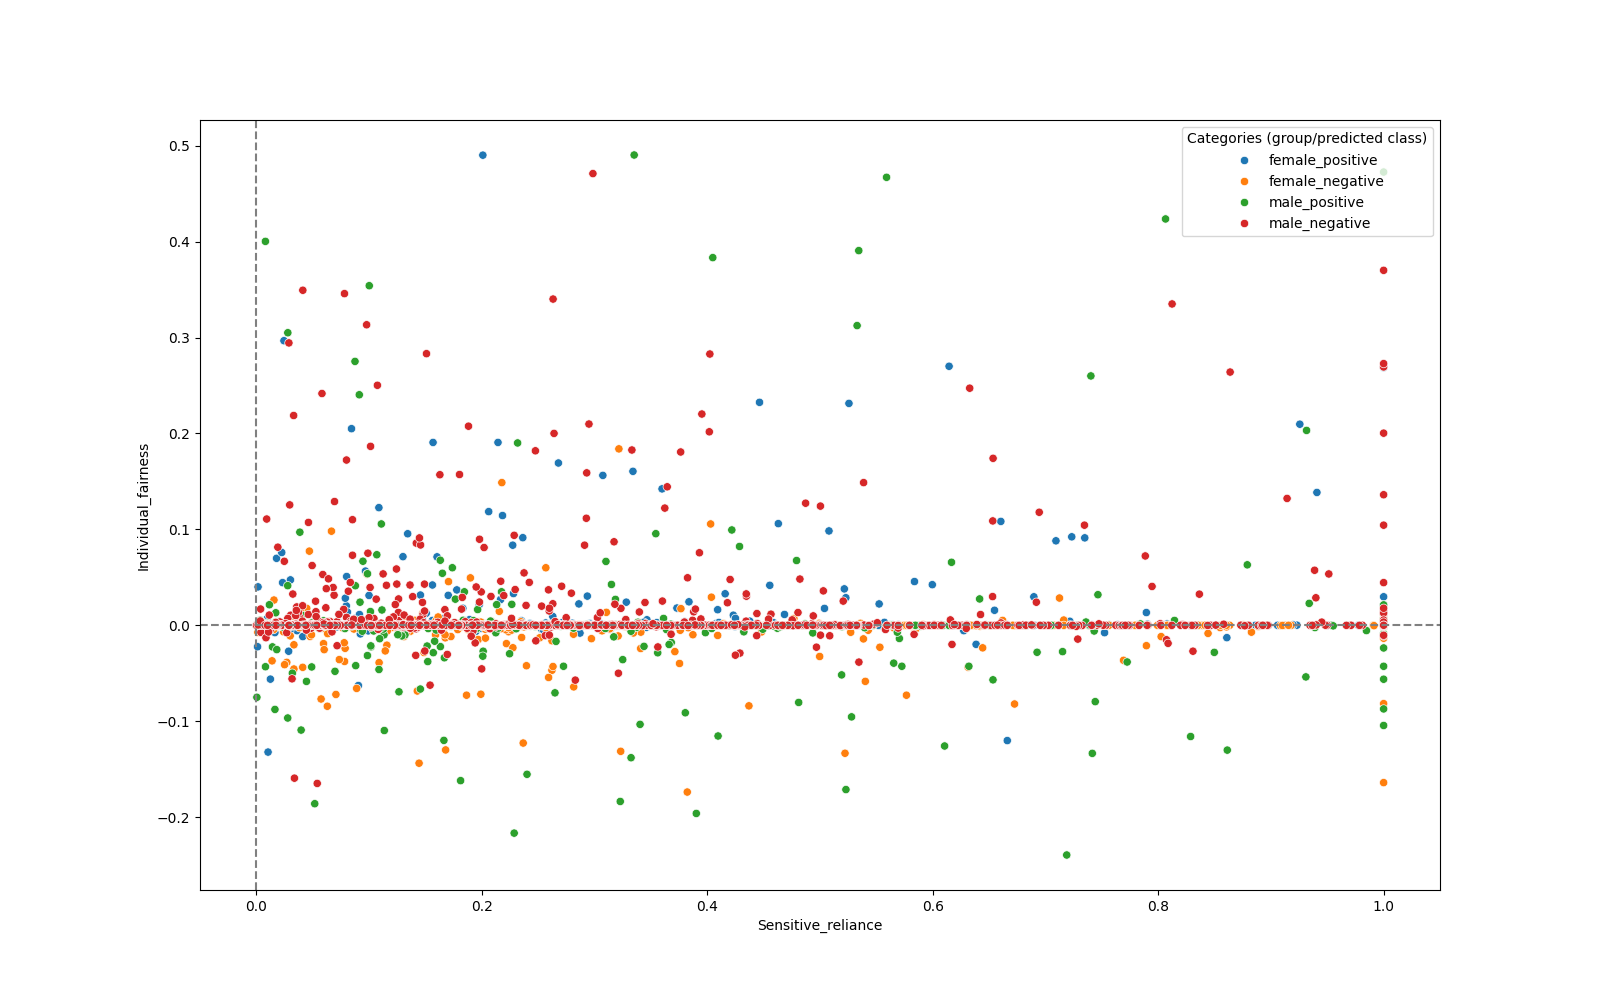 Categories (group/predicted class)
female_positive
female_negative
male_positive
male_negative
0.5
0.4
0.3
0.2
0.1
0.0
−0.1
−0.2
Individual_fairness
0.0 0.2 0.4 0.6 0.8 1.0
Sensitive_reliance